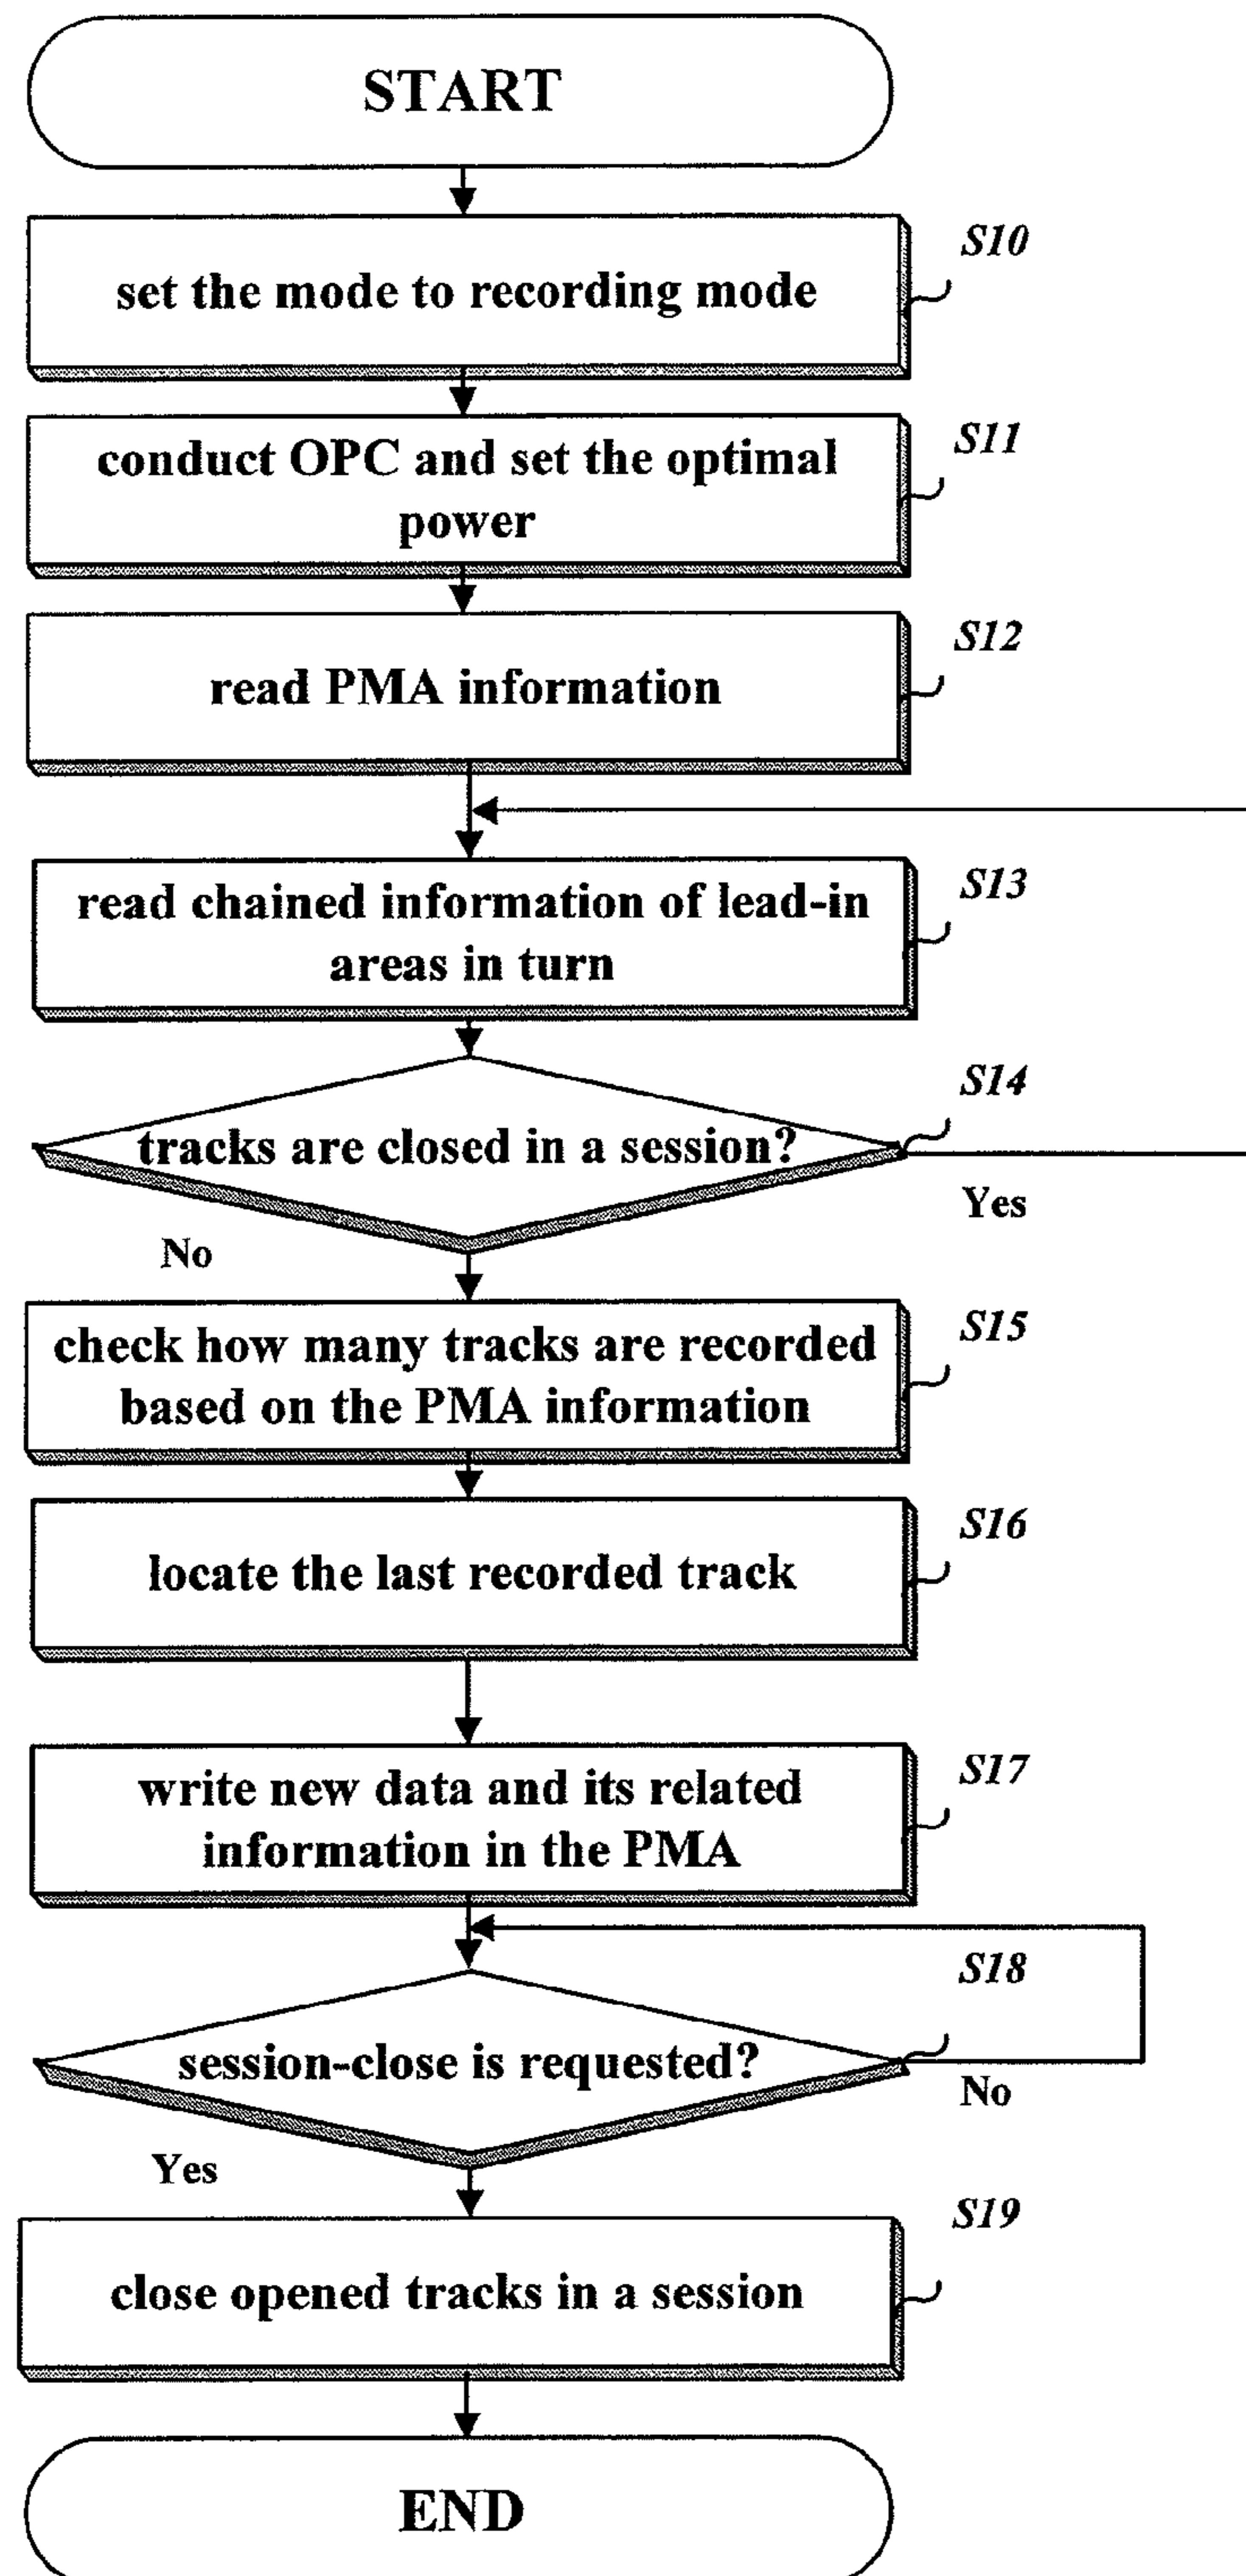 START
S10
set the mode to recording mode
S11
conduct OPC and set the optimal
power
S12
read PMA information
S13
read chained information of lead-in
areas in turn
S14
tracks are closed in a session?
Yes
No
S15
check how many tracks are recorded
based on the PMA information
S16
locate the last recorded track
S17
write new data and its related
information in the PMA
S18
session-close is requested?
No
Yes
S19
close opened tracks in a session
END